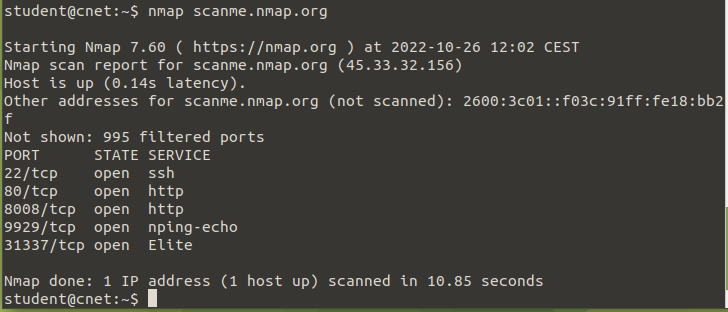 student@cnet:~$ nmap scanme.nmap.org

Starting Nmap 7.60 ( https://nmap.org ) at 2022-10-26 12:02 CEST
Nmap scan report for scanme.nmap.org (45.33.32.156)
Host is up (0.14s latency).
Other addresses for scanme.nmap.org (not scanned): 2600:3c01::f03c:91ff:fe18:bb2
f
Not shown: 995 filtered ports
PORT      STATE SERVICE
22/tcp    open  ssh
80/tcp    open  http
8008/tcp  open  http
9929/tcp  open  nping-echo
31337/tcp open  Elite

Nmap done: 1 IP address (1 host up) scanned in 10.85 seconds
student@cnet:~$